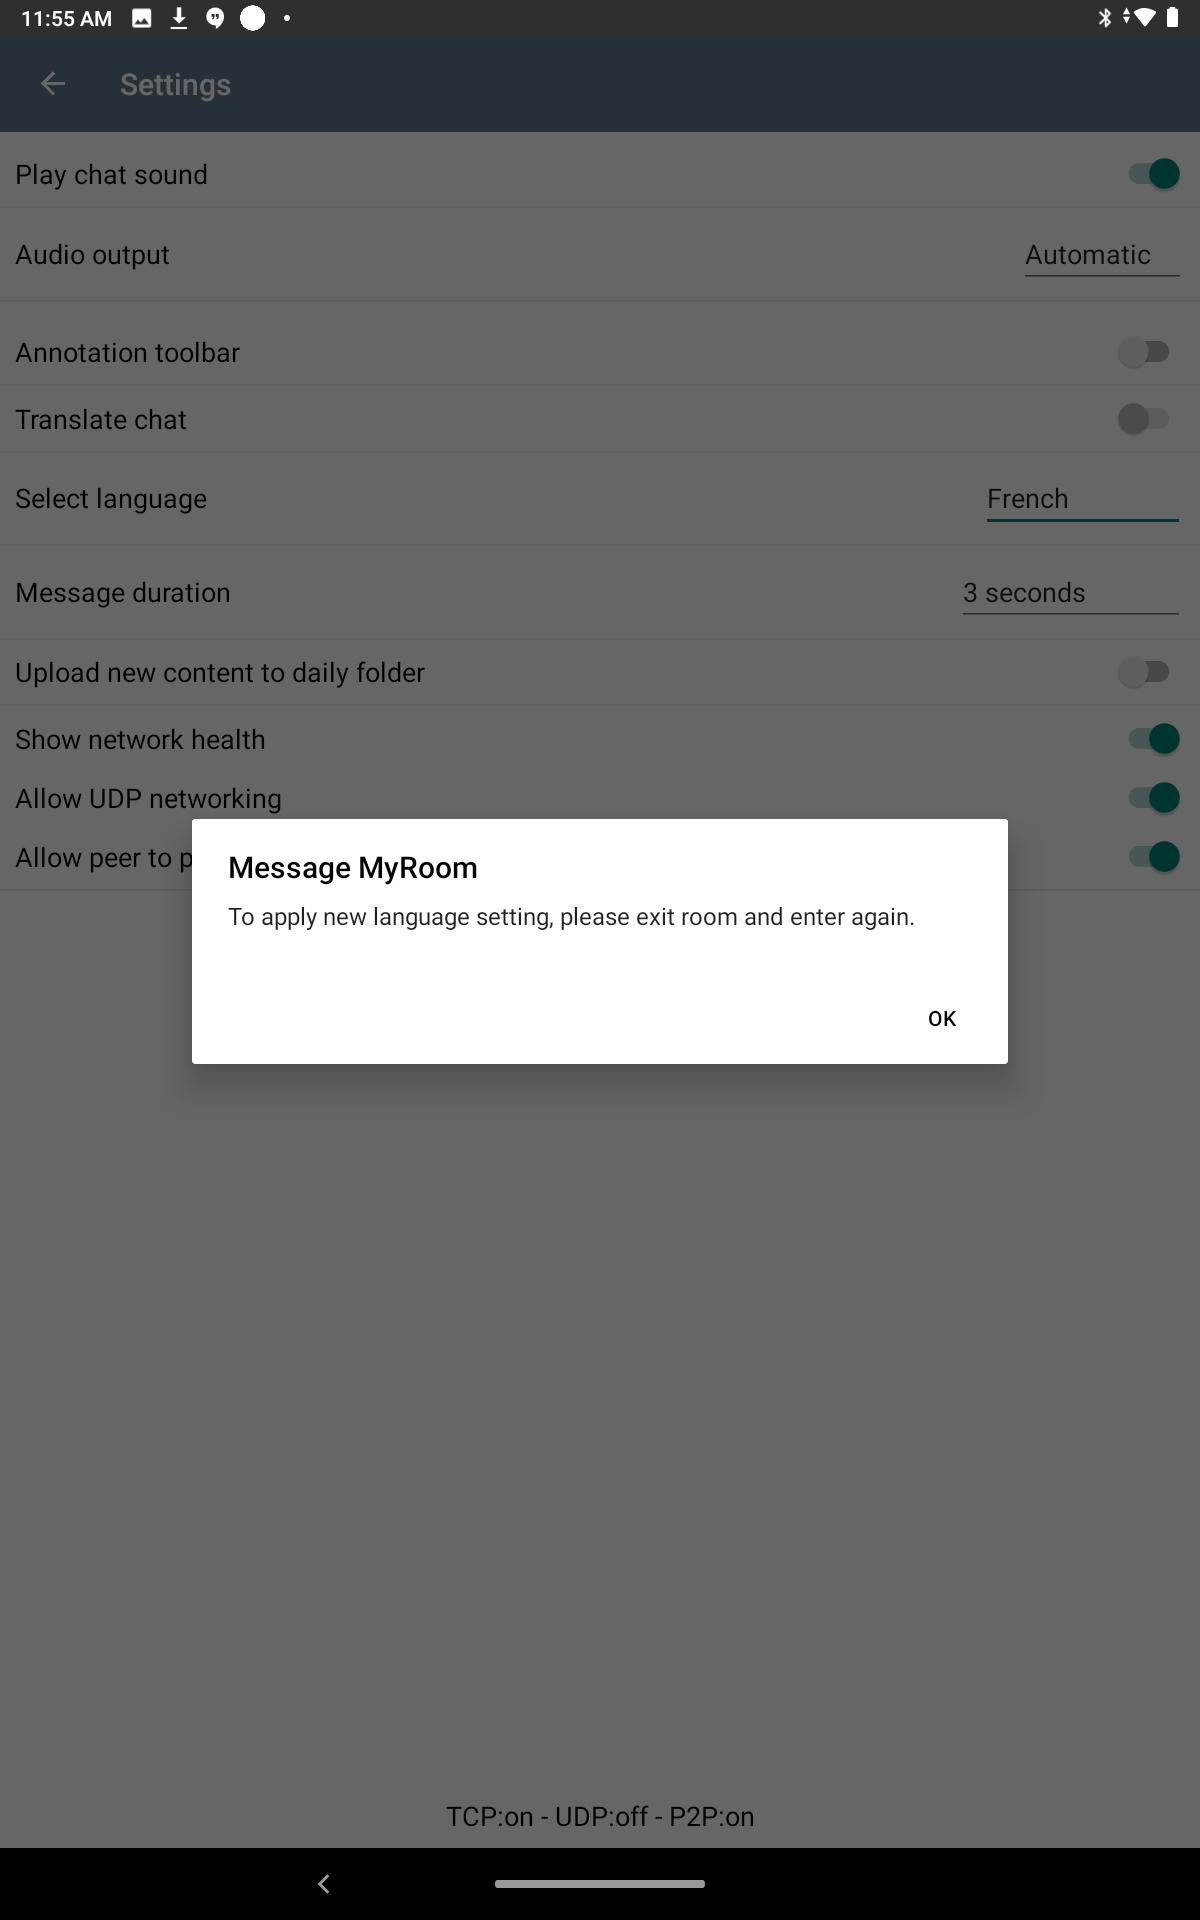 11:55 AM
Settings
Play chat sound
Audio output
Automatic
Annotation toolbar
Translate chat
Select language
French
Message duration
3 seconds
Upload new content to daily folder
Show network health
Allow UDP networking
Allow peer to p
Message MyRoom
To apply new language setting, please exit room and enter again.
OK
TCP:on - UDP:off - P2P:on